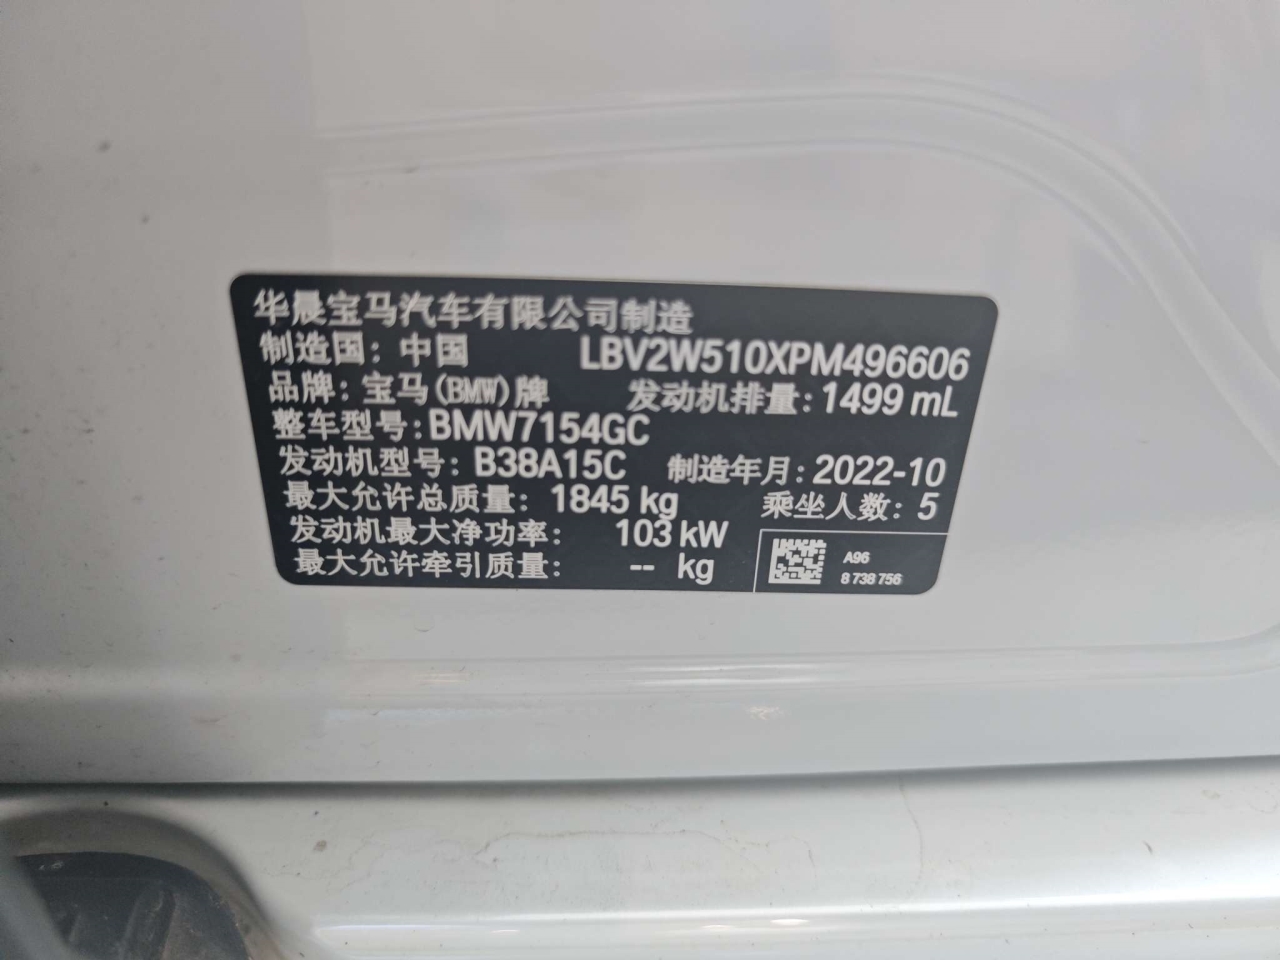 华晨宝马汽车有限公司制造
制造国：中国 LBV2W510XPM496606
品牌：宝马(BMW)牌 发动机排量：1499 mL
整车型号：BMW7154GC
发动机型号：B38A15C 制造年月：2022-10
最大允许总质量：1845 kg 乘坐人数：5
发动机最大净功率：103 kW
最大允许牵引质量：-- kg
A96
8 738 756